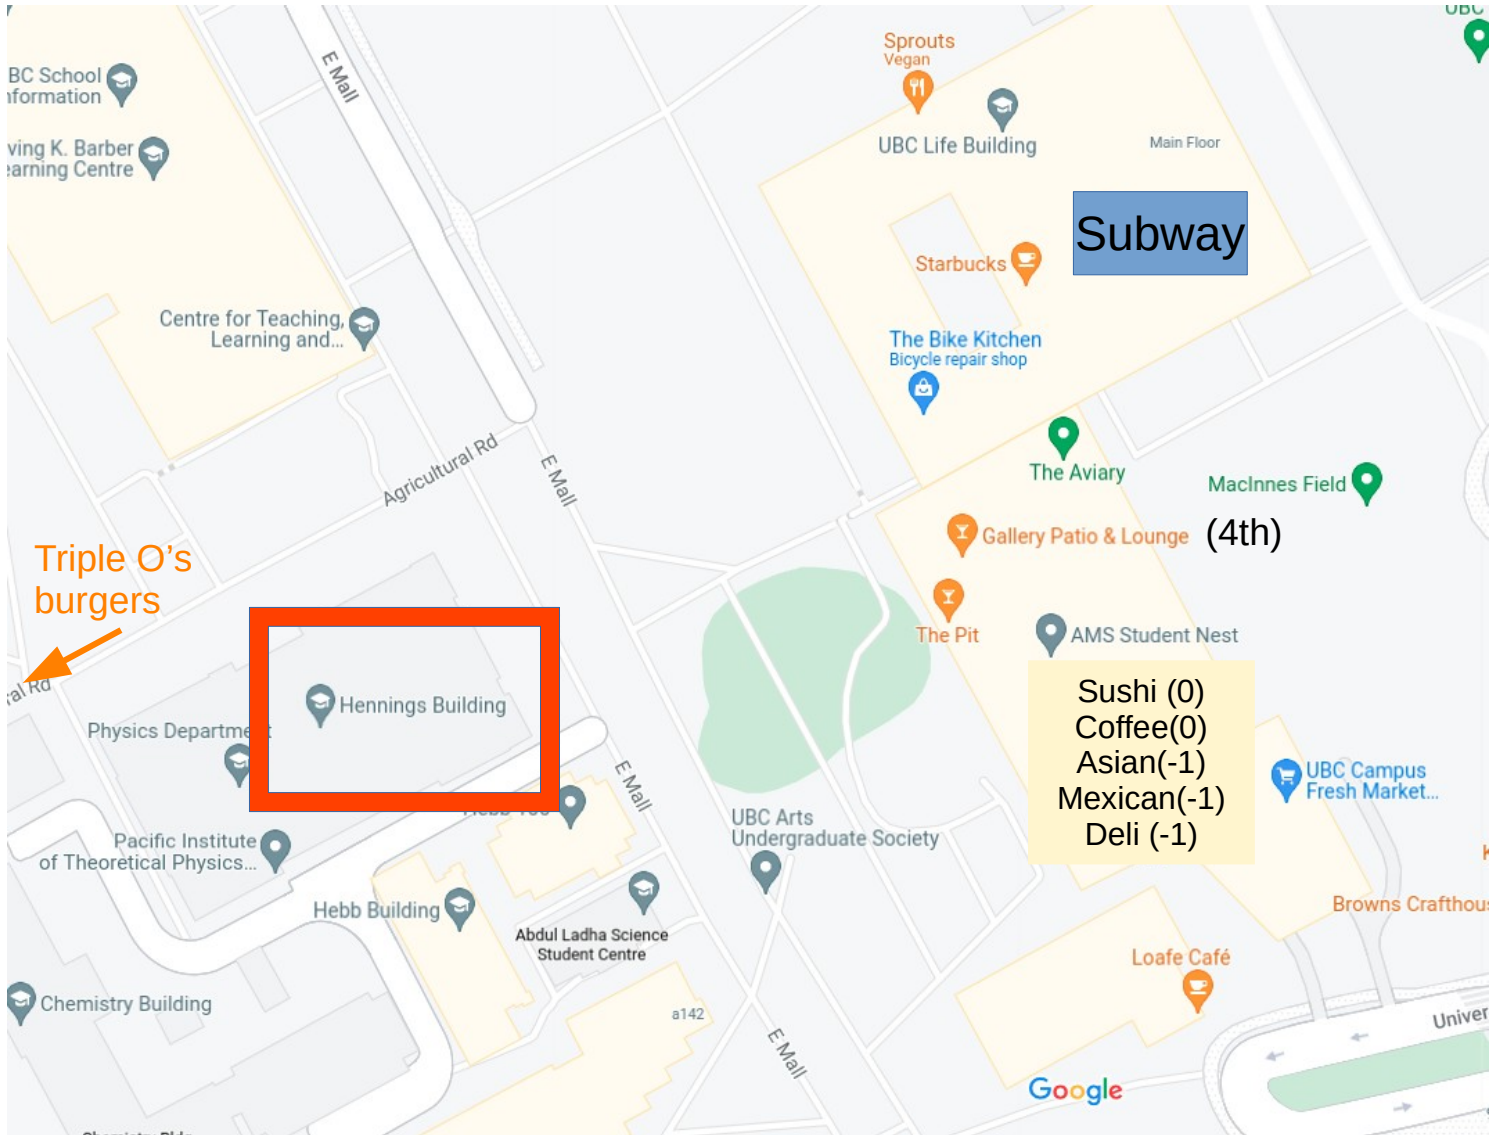 UBC
Sprouts
Vegan
E Mall
BC School
nformation
UBC Life Building
Main Floor
ving K. Barber
earning Centre
Subway
Starbucks
Centre for Teaching,
Learning and...
The Bike Kitchen
Bicycle repair shop
Agricultural Rd
E Mall
The Aviary
MacInnes Field
Gallery Patio & Lounge
(4th)
Triple O's
burgers
The Pit
AMS Student Nest
al Rd
Hennings Building
Sushi (0)
Coffee(0)
Asian(-1)
Mexican(-1)
Deli (-1)
Physics Departme
E Mall
UBC Campus
Fresh Market...
UBC Arts
Undergraduate Society
Pacific Institute
of Theoretical Physics...
Hebb Building
Abdul Ladha Science
Student Centre
Browns Crafthous
Loafe Café
Chemistry Building
a142
Univer
E Mall
Google